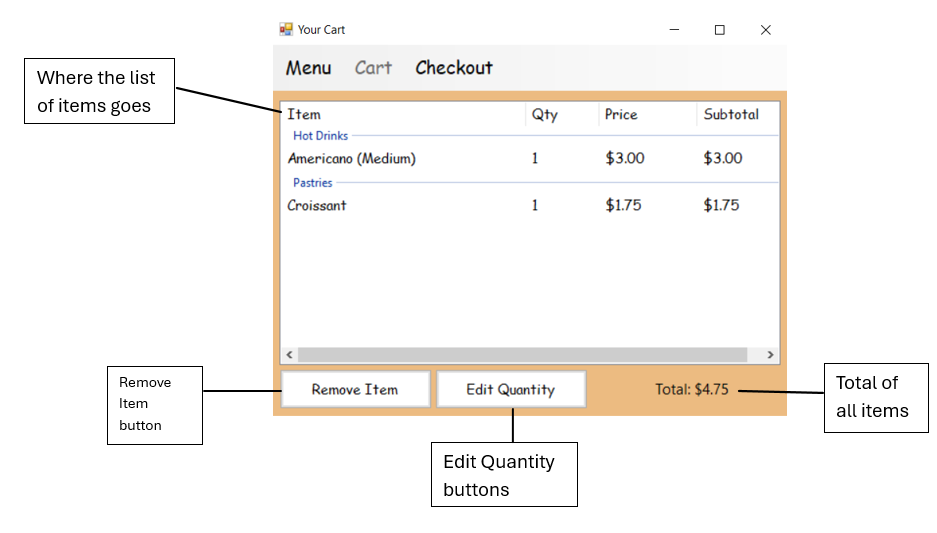 Your Cart
Menu Cart Checkout
Where the list
of items goes
Item Qty Price Subtotal
Hot Drinks
Americano (Medium) 1 $3.00 $3.00
Pastries
Croissant 1 $1.75 $1.75
Remove
Item
button
Remove Item Edit Quantity Total: $4.75
Total of
all items
Edit Quantity
buttons